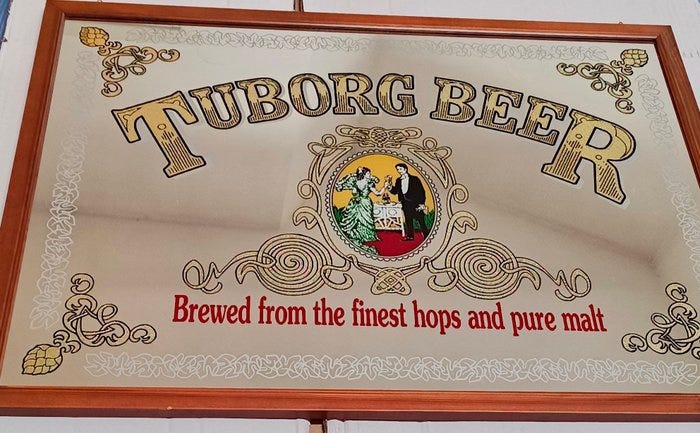 TUBORG BEER
Brewed from the finest hops and pure malt